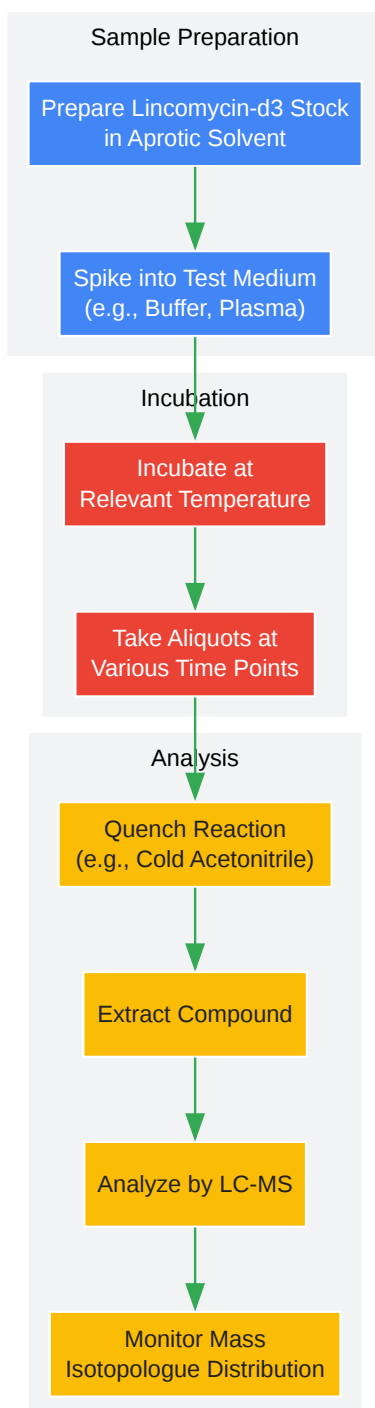 Sample Preparation
Prepare Lincomycin-d3 Stock
in Aprotic Solvent
Spike into Test Medium
(e.g., Buffer, Plasma)
Incubation
Incubate at
Relevant Temperature
Take Aliquots at
Various Time Points
Analysis
Quench Reaction
(e.g., Cold Acetonitrile)
Extract Compound
Analyze by LC-MS
Monitor Mass
Isotopologue Distribution